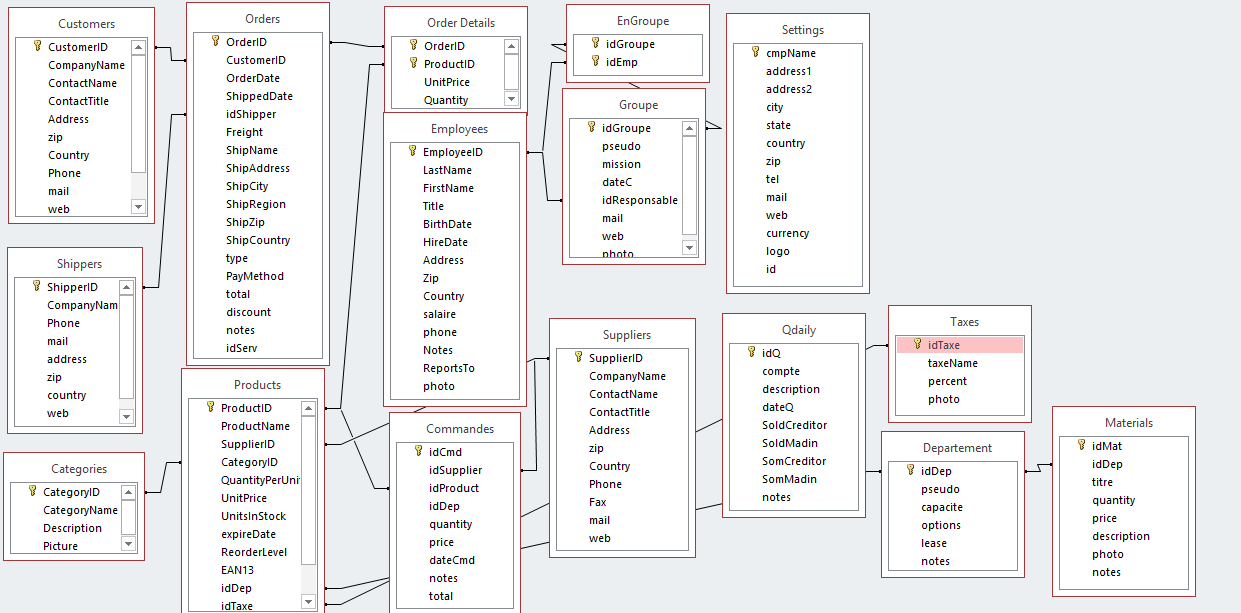 Customers
CustomerID
CompanyName
ContactName
ContactTitle
Address
zip
Country
Phone
mail
web
Orders
OrderID
CustomerID
OrderDate
ShippedDate
idShipper
Freight
ShipName
ShipAddress
ShipCity
ShipRegion
ShipZip
ShipCountry
type
PayMethod
total
discount
notes
idServ
Order Details
OrderID
ProductID
UnitPrice
Quantity
EnGroupe
idGroupe
idEmp
Groupe
idGroupe
pseudo
mission
dateC
idResponsable
mail
web
photo
Settings
cmpName
address1
address2
city
state
country
zip
tel
mail
web
currency
logo
id
Employees
EmployeeID
LastName
FirstName
Title
BirthDate
HireDate
Address
Zip
Country
salaire
phone
Notes
ReportsTo
photo
Shippers
ShipperID
CompanyNam
Phone
mail
address
zip
country
web
Categories
CategoryID
CategoryName
Description
Picture
Products
ProductID
ProductName
SupplierID
CategoryID
QuantityPerUni
UnitPrice
UnitsInStock
expireDate
ReorderLevel
EAN13
idDep
idTaxe
Commandes
idCmd
idSupplier
idProduct
idDep
quantity
price
dateCmd
notes
total
Suppliers
SupplierID
CompanyName
ContactName
ContactTitle
Address
zip
Country
Phone
Fax
mail
web
Qdaily
idQ
compte
description
dateQ
SoldCreditor
SoldMadin
SomCreditor
SomMadin
notes
Taxes
idTaxe
taxeName
percent
photo
Departement
idDep
pseudo
capacite
options
lease
notes
Materials
idMat
idDep
titre
quantity
price
description
photo
notes